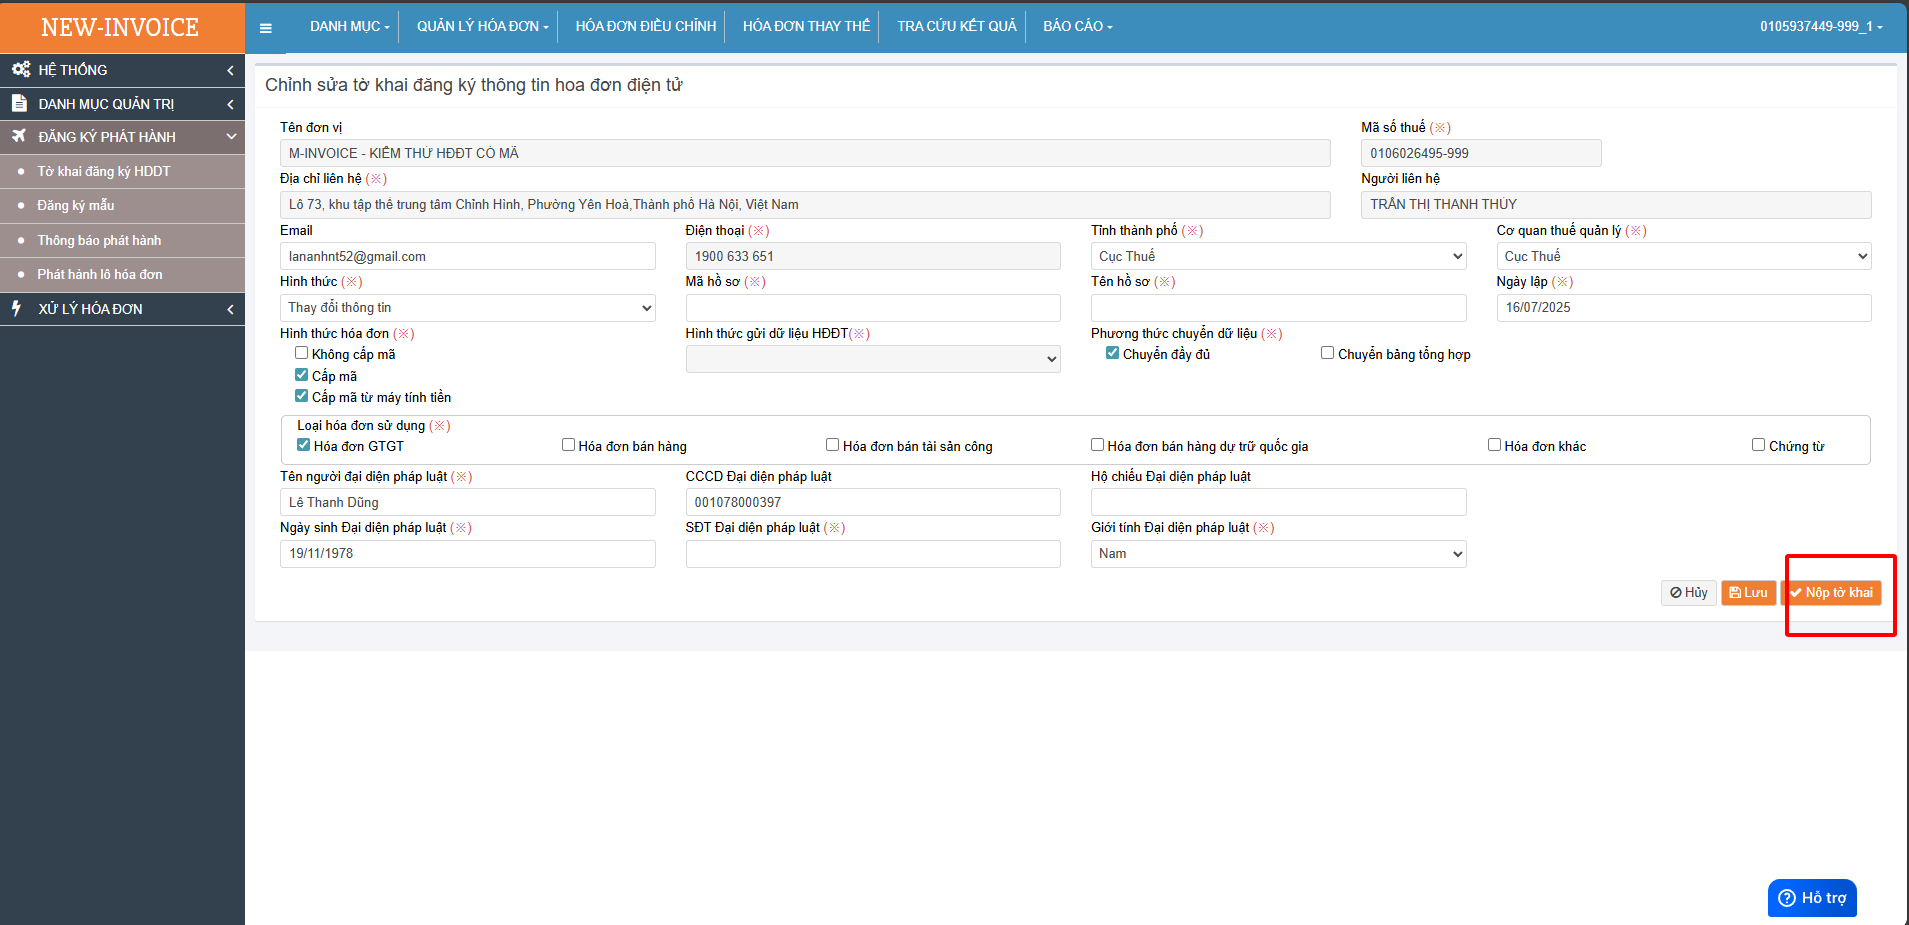 NEW-INVOICE
DANH MỤC
QUẢN LÝ HÓA ĐƠN
HÓA ĐƠN ĐIỀU CHỈNH
HÓA ĐƠN THAY THẾ
TRA CỨU KẾT QUẢ
BÁO CÁO
0105937449-999_1
HỆ THỐNG
DANH MỤC QUẢN TRỊ
ĐĂNG KÝ PHÁT HÀNH
Tờ khai đăng ký HDDT
Đăng ký mẫu
Thông báo phát hành
Phát hành lô hóa đơn
XỬ LÝ HÓA ĐƠN
Chỉnh sửa tờ khai đăng ký thông tin hoa đơn điện tử
Tên đơn vị
Mã số thuế (※)
M-INVOICE - KIỂM THỬ HĐĐT CÓ MÃ
0106026495-999
Địa chỉ liên hệ (※)
Người liên hệ
Lô 73, khu tập thể trung tâm Chỉnh Hình, Phường Yên Hoà,Thành phố Hà Nội, Việt Nam
TRẦN THỊ THANH THỦY
Email
Điện thoại (※)
Tỉnh thành phố (※)
Cơ quan thuế quản lý (※)
lananhnt52@gmail.com
1900 633 651
Cục Thuế
Cục Thuế
Hình thức (※)
Mã hồ sơ (※)
Tên hồ sơ (※)
Ngày lập (※)
Thay đổi thông tin
16/07/2025
Hình thức hóa đơn (※)
Hình thức gửi dữ liệu HĐĐT(※)
Phương thức chuyển dữ liệu (※)
Không cấp mã
Chuyển đầy đủ
Chuyển bảng tổng hợp
Cấp mã
Cấp mã từ máy tính tiền
Loại hóa đơn sử dụng (※)
Hóa đơn GTGT
Hóa đơn bán hàng
Hóa đơn bán tài sản công
Hóa đơn bán hàng dự trữ quốc gia
Hóa đơn khác
Chứng từ
Tên người đại diện pháp luật (※)
CCCD Đại diện pháp luật
Hộ chiếu Đại diện pháp luật
Lê Thanh Dũng
001078000397
Ngày sinh Đại diện pháp luật (※)
SĐT Đại diện pháp luật (※)
Giới tính Đại diện pháp luật (※)
19/11/1978
Nam
Hủy
Lưu
Nộp tờ khai
Hỗ trợ